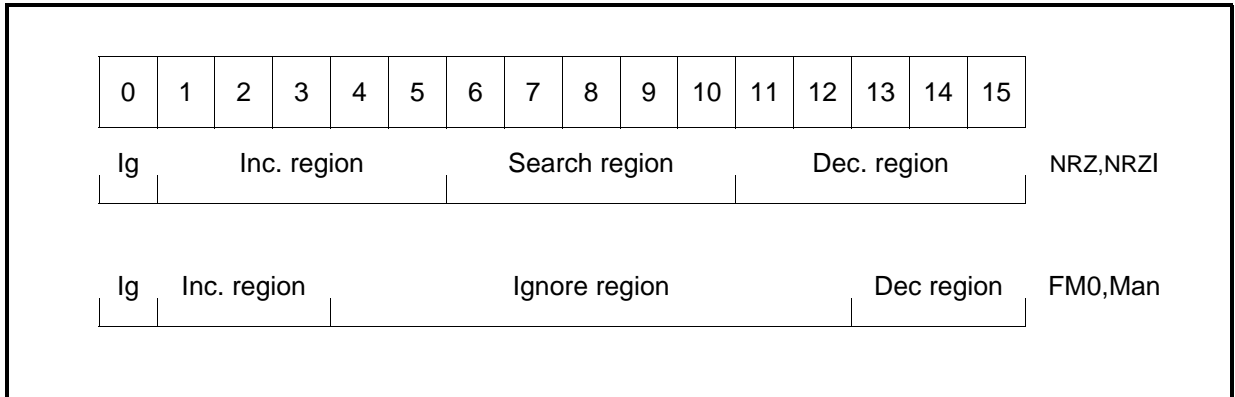 0 1 2 3 4 5 6 7 8 9 10 11 12 13 14 15
Ig Inc. region Search region Dec. region NRZ,NRZI
Ig Inc. region Ignore region Dec region FM0,Man